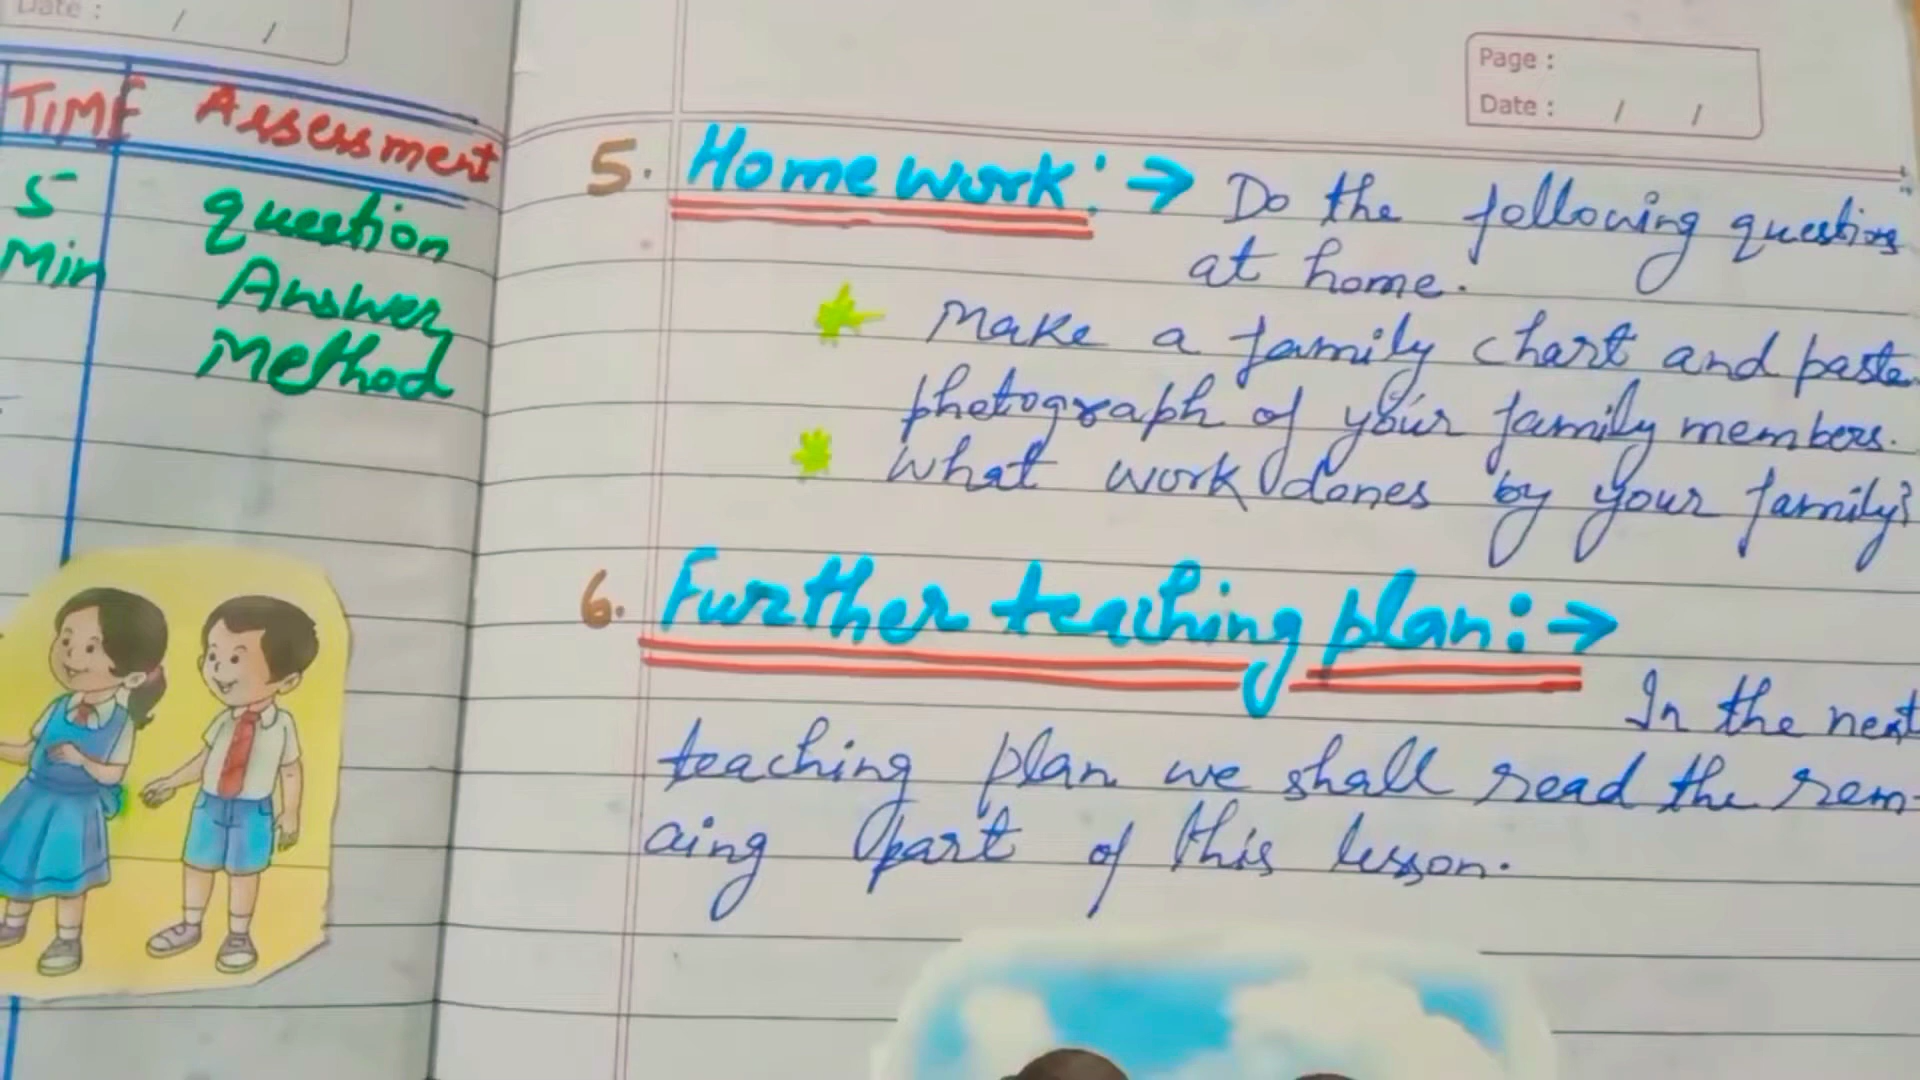 Date : / /
TIME Assessment
5 question
Min Answer
Method
Page :
Date : / /
5. Homework:→ Do the following questions
at home.
* Make a family chart and paste
photograph of your family members.
* What work dones by your family?
6. Further teaching plan:→
In the next
teaching plan we shall read the rem-
aing part of this lesson.